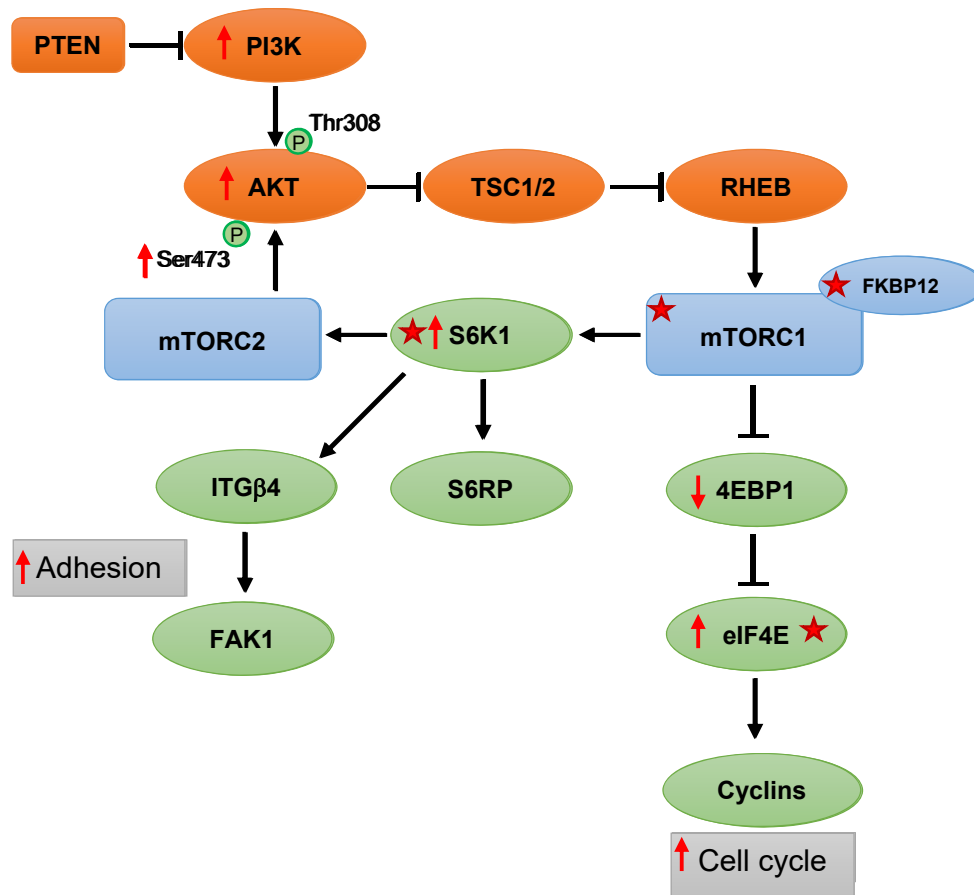 PTEN
PI3K
Thr308
P
AKT
TSC1/2
RHEB
P
Ser473
FKBP12
mTORC2
S6K1
mTORC1
ITGβ4
S6RP
4EBP1
Adhesion
FAK1
eIF4E
Cyclins
Cell cycle